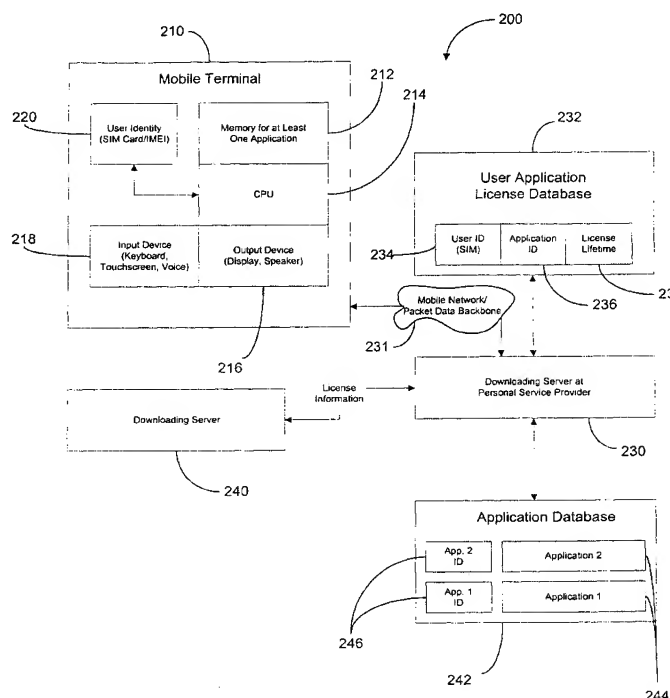 210
200
Mobile Terminal
212
220
User Identity
(SIM Card/IMEI)
Memory for at Least
One Application
214
232
CPU
User Application
License Database
218
Input Device
(Keyboard,
Touchscreen, Voice)
Output Device
(Display, Speaker)
234
User ID
(SIM)
Application
ID
License
Lifetime
236
23
216
Mobile Network/
Packet Data Backbone
231
License
Information
Downloading Server
Downloading Server at
Personal Service Provider
240
230
Application Database
App. 2
ID
Application 2
App. 1
ID
Application 1
246
242
244